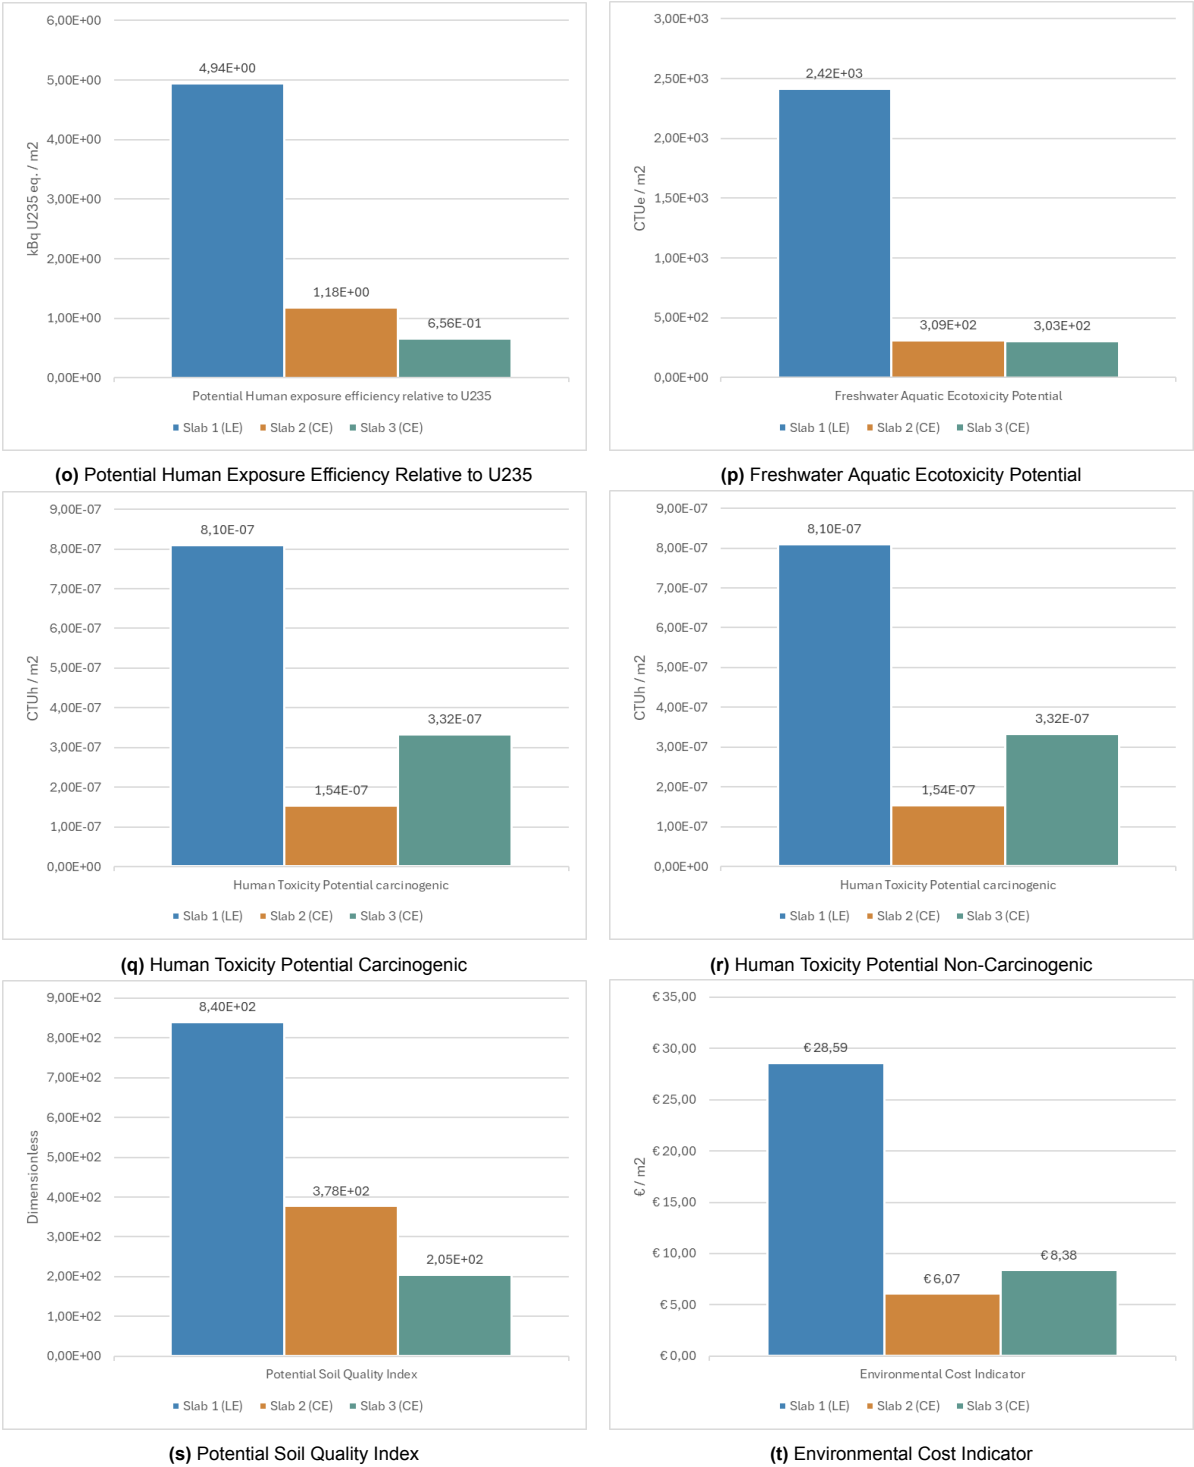 6,00E+00
5,00E+00
4,00E+00
3,00E+00
2,00E+00
1,00E+00
0,00E+00
kBq U235 eq. / m2
4,94E+00
1,18E+00
6,56E-01
Potential Human exposure efficiency relative to U235
Slab 1 (LE) Slab 2 (CE) Slab 3 (CE)
(o) Potential Human Exposure Efficiency Relative to U235
3,00E+03
2,50E+03
2,00E+03
1,50E+03
1,00E+03
5,00E+02
0,00E+00
CTUe / m2
2,42E+03
3,09E+02
3,03E+02
Freshwater Aquatic Ecotoxicity Potential
Slab 1 (LE) Slab 2 (CE) Slab 3 (CE)
(p) Freshwater Aquatic Ecotoxicity Potential
9,00E-07
8,00E-07
7,00E-07
6,00E-07
5,00E-07
4,00E-07
3,00E-07
2,00E-07
1,00E-07
0,00E+00
CTUh / m2
8,10E-07
1,54E-07
3,32E-07
Human Toxicity Potential carcinogenic
Slab 1 (LE) Slab 2 (CE) Slab 3 (CE)
(q) Human Toxicity Potential Carcinogenic
9,00E-07
8,00E-07
7,00E-07
6,00E-07
5,00E-07
4,00E-07
3,00E-07
2,00E-07
1,00E-07
0,00E+00
CTUh / m2
8,10E-07
1,54E-07
3,32E-07
Human Toxicity Potential carcinogenic
Slab 1 (LE) Slab 2 (CE) Slab 3 (CE)
(r) Human Toxicity Potential Non-Carcinogenic
9,00E+02
8,00E+02
7,00E+02
6,00E+02
5,00E+02
4,00E+02
3,00E+02
2,00E+02
1,00E+02
0,00E+00
Dimensionless
8,40E+02
3,78E+02
2,05E+02
Potential Soil Quality Index
Slab 1 (LE) Slab 2 (CE) Slab 3 (CE)
(s) Potential Soil Quality Index
€ 35,00
€ 30,00
€ 25,00
€ 20,00
€ 15,00
€ 10,00
€ 5,00
€ 0,00
€ / m2
€ 28,59
€ 6,07
€ 8,38
Environmental Cost Indicator
Slab 1 (LE) Slab 2 (CE) Slab 3 (CE)
(t) Environmental Cost Indicator